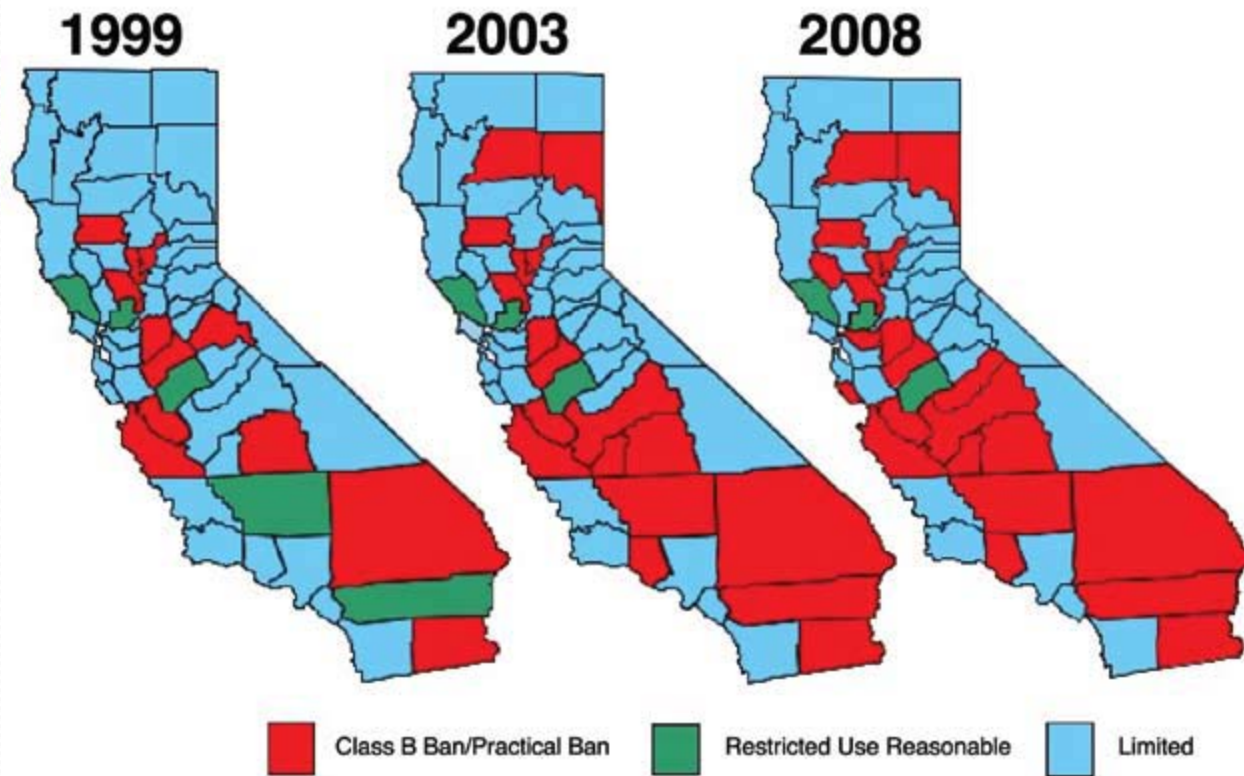 1999
2003
2008
Class B Ban/Practical Ban
Restricted Use Reasonable
Limited